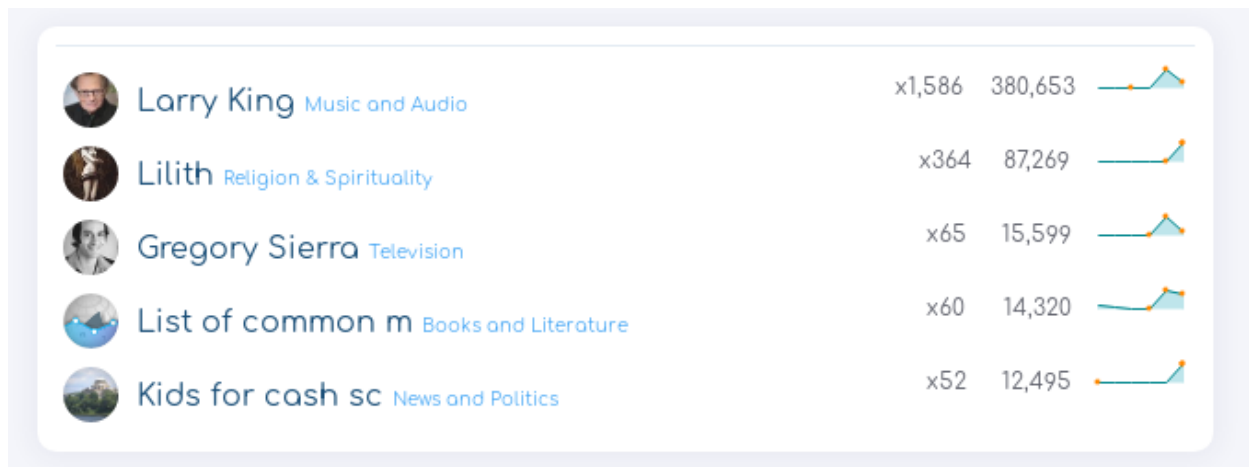 Larry King Music and Audio x1,586 380,653
Lilith Religion & Spirituality x364 87,269
Gregory Sierra Television x65 15,599
List of common m Books and Literature x60 14,320
Kids for cash sc News and Politics x52 12,495